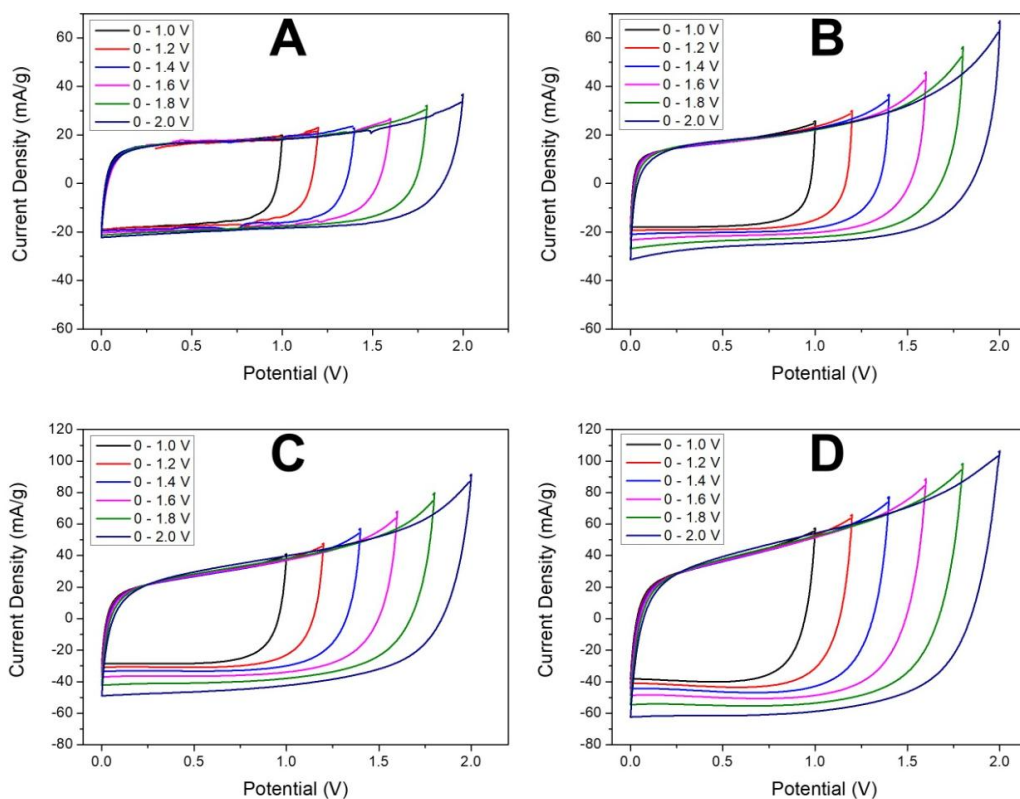 A
0 - 1.0 V
0 - 1.2 V
0 - 1.4 V
0 - 1.6 V
0 - 1.8 V
0 - 2.0 V
Current Density (mA/g)
60
40
20
0
-20
-40
-60
0.0 0.5 1.0 1.5 2.0
Potential (V)
B
0 - 1.0 V
0 - 1.2 V
0 - 1.4 V
0 - 1.6 V
0 - 1.8 V
0 - 2.0 V
Current Density (mA/g)
60
40
20
0
-20
-40
-60
0.0 0.5 1.0 1.5 2.0
Potential (V)
C
0 - 1.0 V
0 - 1.2 V
0 - 1.4 V
0 - 1.6 V
0 - 1.8 V
0 - 2.0 V
Current Density (mA/g)
120
100
80
60
40
20
0
-20
-40
-60
-80
0.0 0.5 1.0 1.5 2.0
Potential (V)
D
0 - 1.0 V
0 - 1.2 V
0 - 1.4 V
0 - 1.6 V
0 - 1.8 V
0 - 2.0 V
Current Density (mA/g)
120
100
80
60
40
20
0
-20
-40
-60
-80
0.0 0.5 1.0 1.5 2.0
Potential (V)